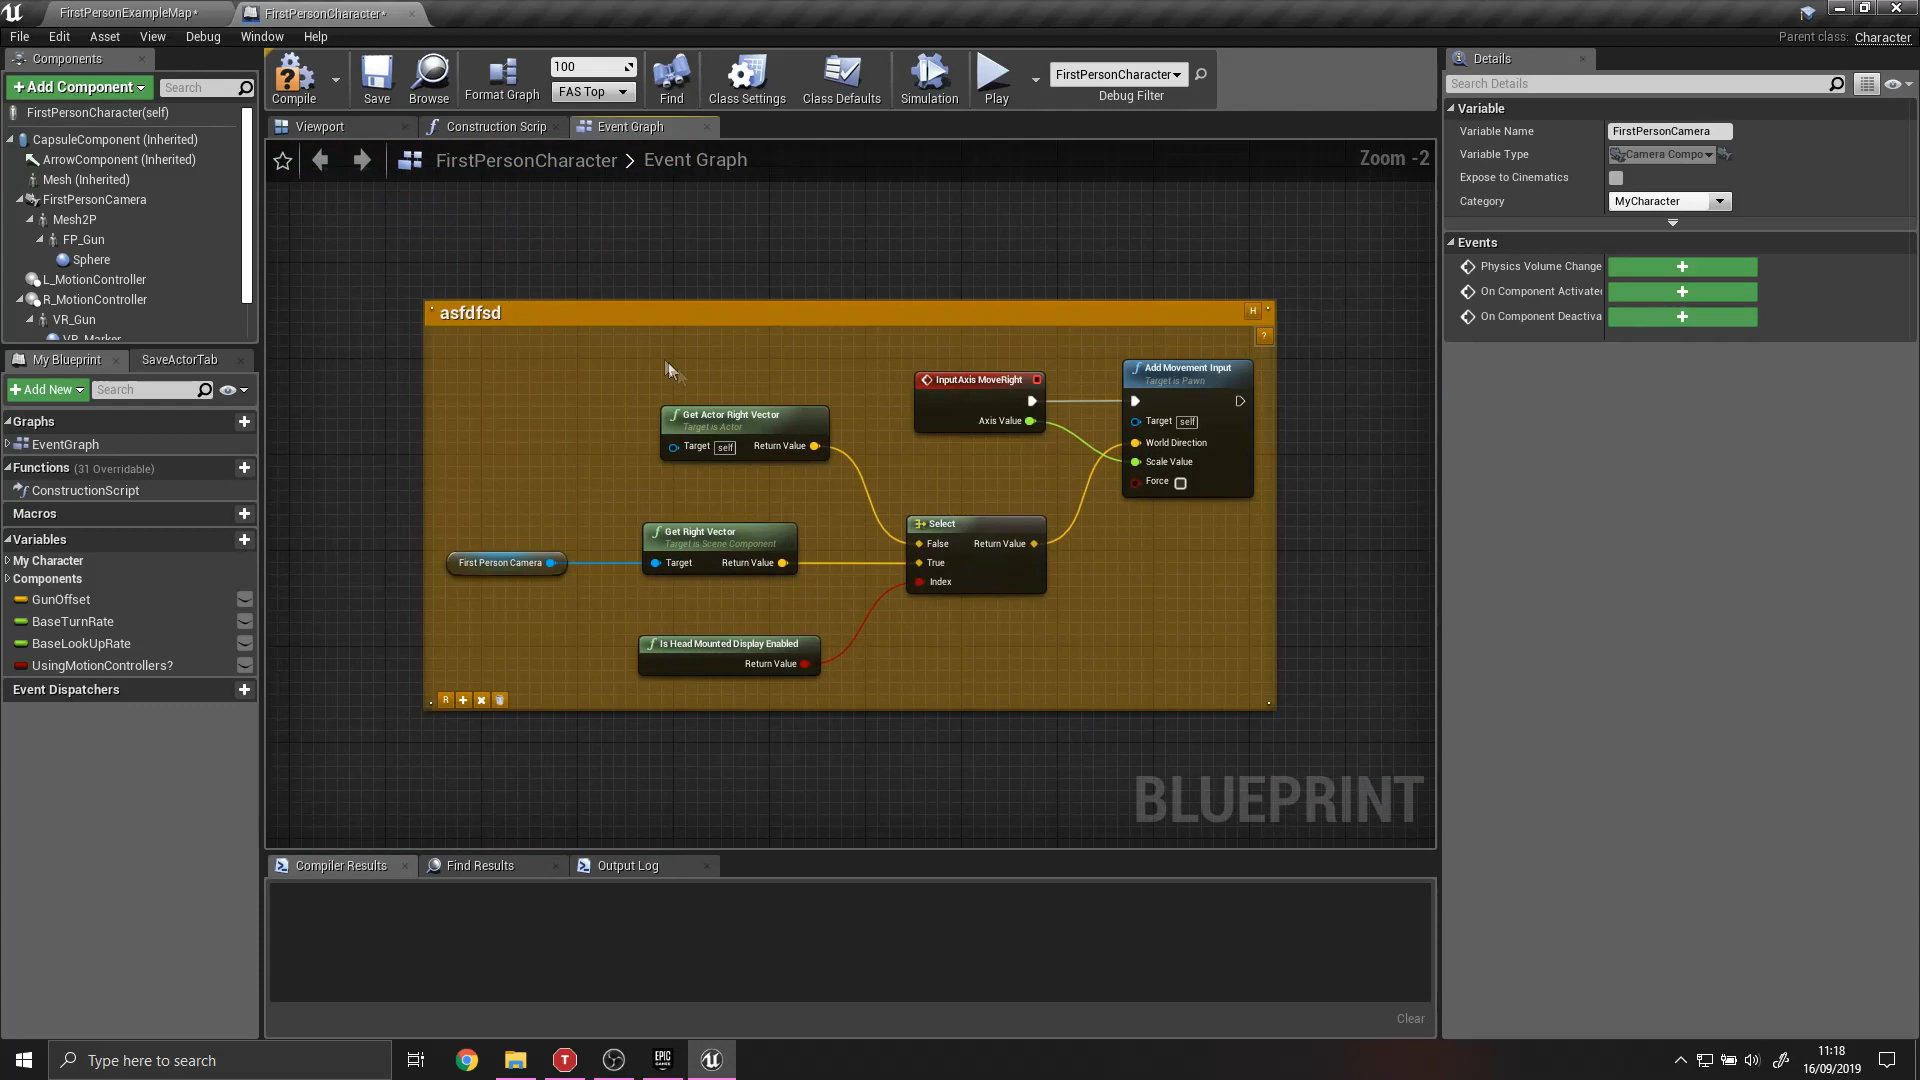 FirstPersonExampleMap*
FirstPersonCharacter*
File Edit Asset View Debug Window Help
Parent class: Character
Components
+Add Component
Search
FirstPersonCharacter(self)
CapsuleComponent (Inherited)
ArrowComponent (Inherited)
Mesh (Inherited)
FirstPersonCamera
Mesh2P
FP_Gun
Sphere
L_MotionController
R_MotionController
VR_Gun
VR_Marker
My Blueprint
SaveActorTab
+Add New
Search
Graphs
EventGraph
Functions (31 Overridable)
ConstructionScript
Macros
Variables
My Character
Components
GunOffset
BaseTurnRate
BaseLookUpRate
UsingMotionControllers?
Event Dispatchers
Compile
Save
Browse
Format Graph
100
FAS Top
Find
Class Settings
Class Defaults
Simulation
Play
FirstPersonCharacter
Debug Filter
Viewport
Construction Scrip
Event Graph
FirstPersonCharacter > Event Graph
Zoom -2
asfdfsd
H
?
Get Actor Right Vector
Target is Actor
Target self Return Value
InputAxis MoveRight
Axis Value
Add Movement Input
Target is Pawn
Target self
World Direction
Scale Value
Force
First Person Camera
Get Right Vector
Target is Scene Component
Target Return Value
Select
False Return Value
True
Index
Is Head Mounted Display Enabled
Return Value
R
BLUEPRINT
Compiler Results
Find Results
Output Log
Clear
Details
Search Details
Variable
Variable Name FirstPersonCamera
Variable Type Camera Compo
Expose to Cinematics
Category MyCharacter
Events
Physics Volume Change
On Component Activate
On Component Deactiva
Type here to search
T
EPIC
GAMES
11:18
16/09/2019